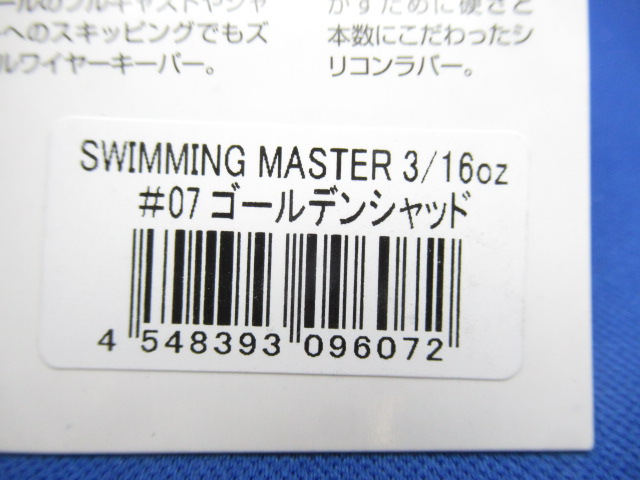 ールのフルキャストやジャ
へのスキッピングでもズ
ルワイヤーキーパー。
かすために硬さと
本数にこだわったシ
リコンラバー。
SWIMMING MASTER 3/16oz
#07 ゴールデンシャッド
4 548393 096072